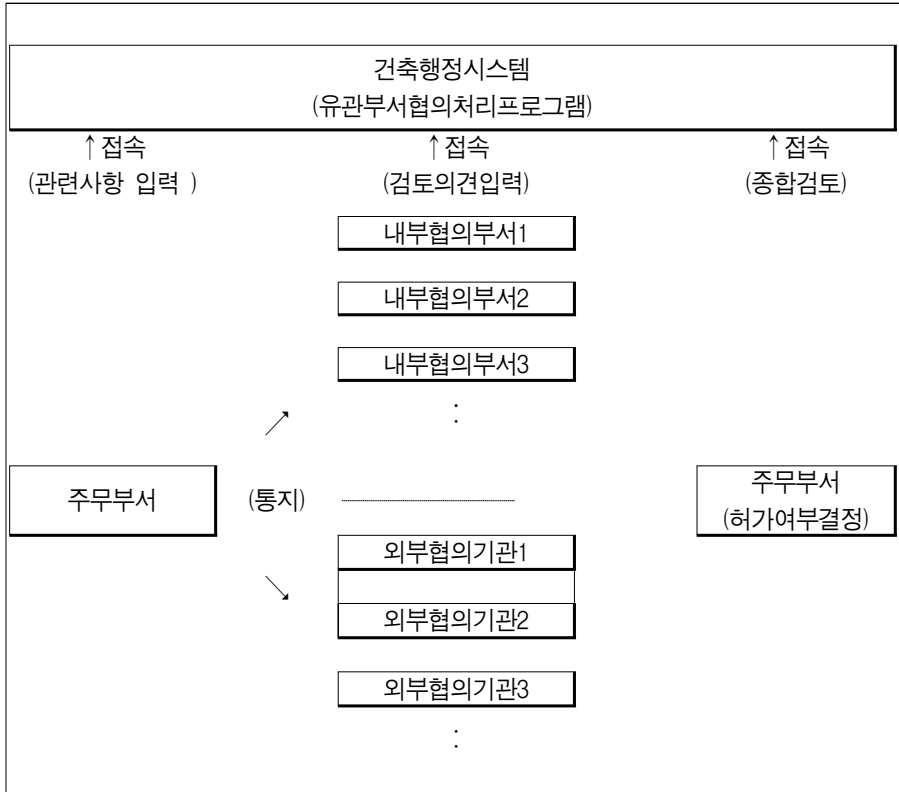 건축행정시스템
(유관부서협의처리프로그램)
↑접속 ↑접속 ↑접속
(관련사항 입력 ) (검토의견입력) (종합검토)
내부협의부서1
내부협의부서2
내부협의부서3
:
↗
주무부서 (통지) 주무부서
(허가여부결정)
외부협의기관1
↘
외부협의기관2
외부협의기관3
: